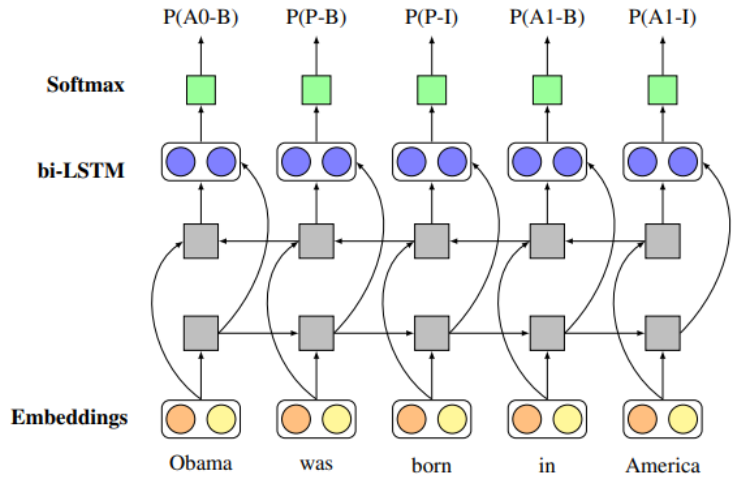 P(A0-B) P(P-B) P(P-I) P(A1-B) P(A1-I)
Softmax
bi-LSTM
Embeddings
Obama was born in America